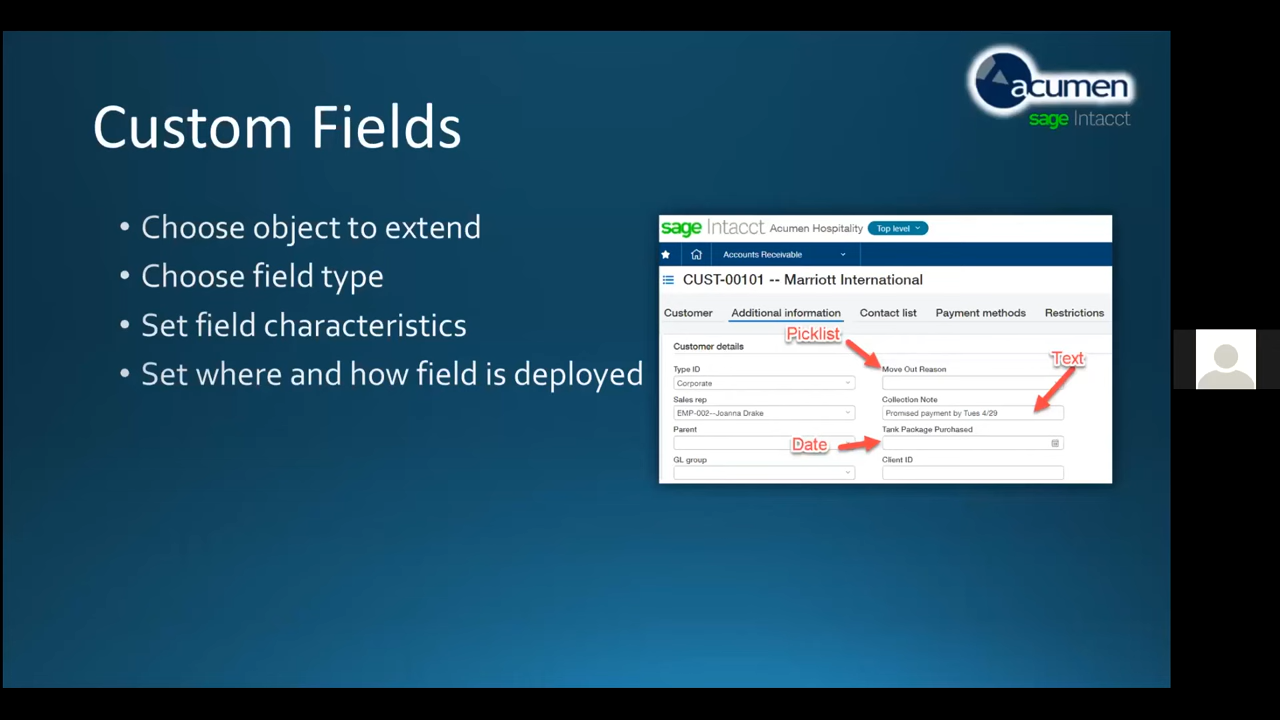 Custom Fields
acumen
sage Intacct
• Choose object to extend
• Choose field type
• Set field characteristics
• Set where and how field is deployed
sage Intacct Acumen Hospitality Top level
Accounts Receivable
CUST-00101 -- Marriott International
Customer Additional information Contact list Payment methods Restrictions
Customer details
Picklist
Text
Type ID
Corporate
Sales rep
EMP-002--Joanna Drake
Parent
Date
GL group
Move Out Reason
Collection Note
Promised payment by Tues 4/29
Tank Package Purchased
Client ID